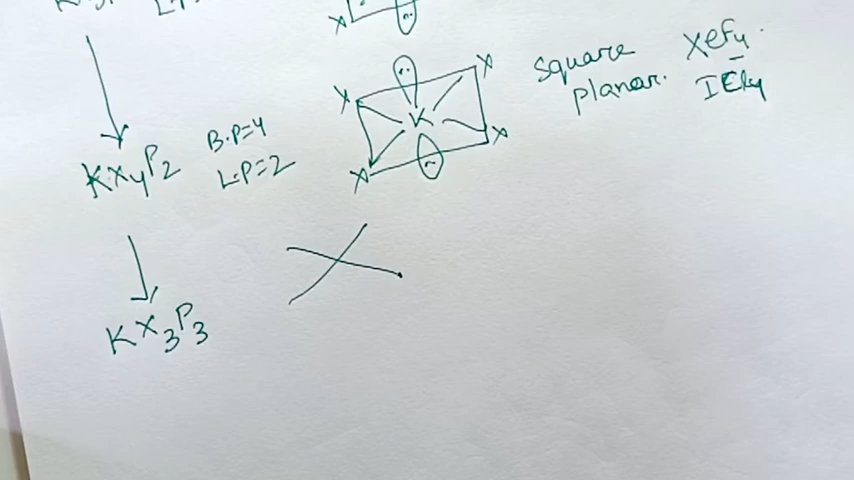 X
KX₄P₂ B.P=4
L.P=2
X X
K
X X
square planar.
XeF₄.
ICl₄⁻
KX₃P₃